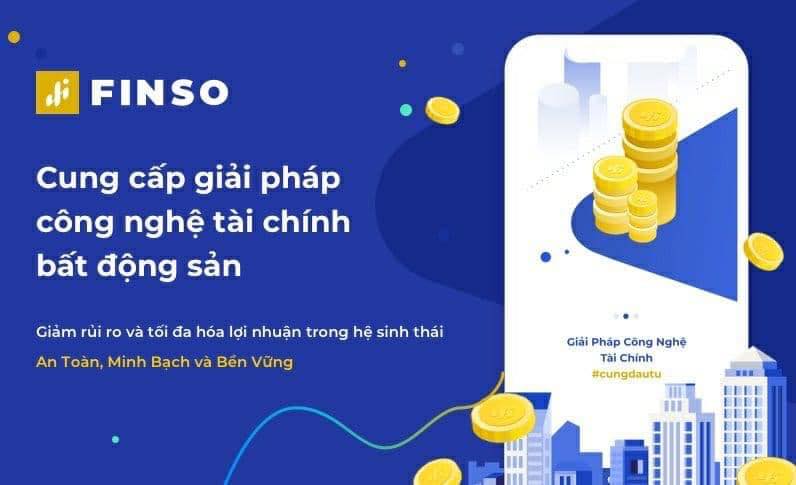 FINSO
Cung cấp giải pháp
công nghệ tài chính
bất động sản
Giảm rủi ro và tối đa hóa lợi nhuận trong hệ sinh thái
An Toàn, Minh Bạch và Bền Vững
Giải Pháp Công Nghệ
Tài Chính
#cungdautu